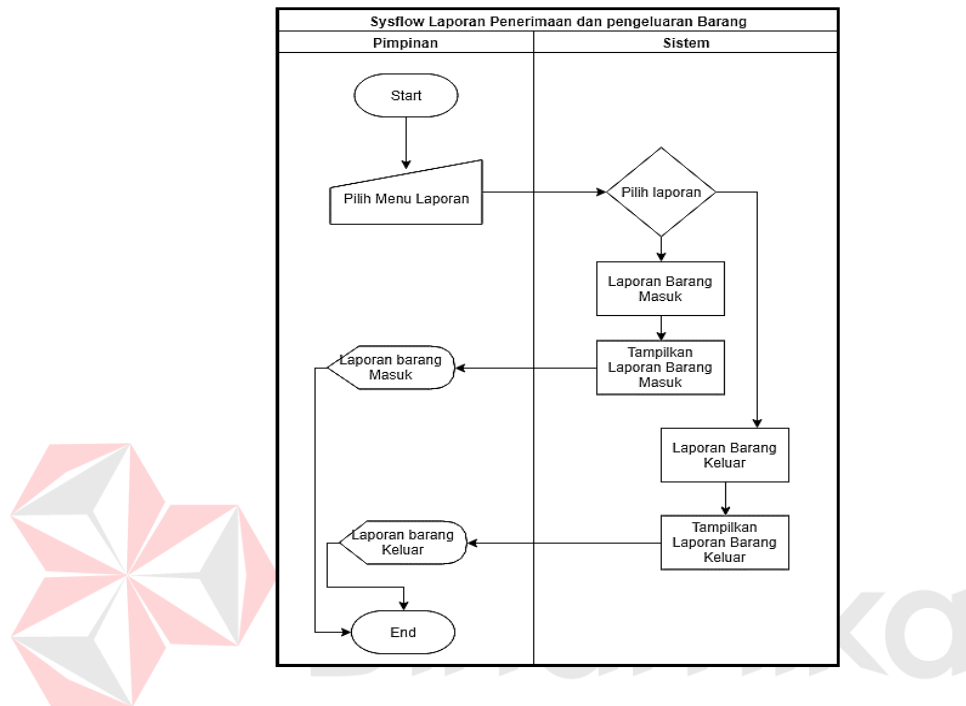 Sysflow Laporan Penerimaan dan pengeluaran Barang
Pimpinan
Sistem
Start
Pilih Menu Laporan
Pilih laporan
Laporan Barang
Masuk
Tampilkan
Laporan Barang
Masuk
Laporan barang
Masuk
Laporan Barang
Keluar
Tampilkan
Laporan Barang
Keluar
Laporan barang
Keluar
End